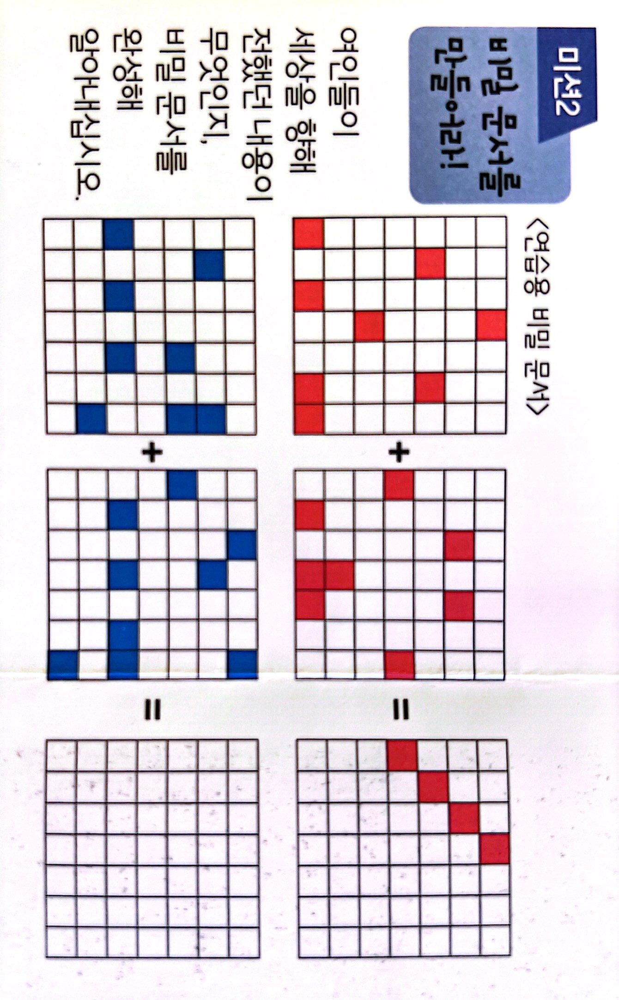 미션2
비밀 문서를
만들어라!
여인들이
세상을 향해
전했던 내용이
무엇인지,
비밀 문서를
완성해
알아내십시오.
<연습용 비밀 문서>
+
=
+
=